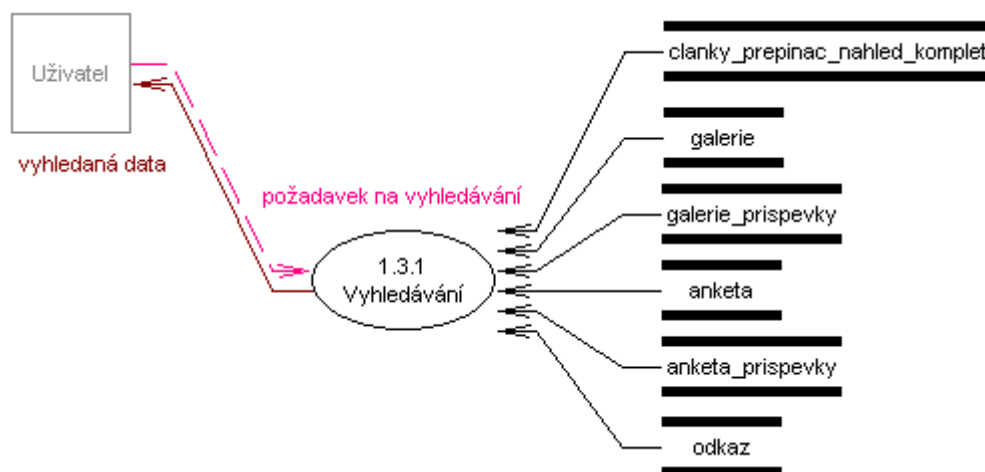 Uživatel
vyhledaná data
požadavek na vyhledávání
1.3.1
Vyhledávání
clanky_prepinac_nahled_komplet
galerie
galerie_prispevky
anketa
anketa_prispevky
odkaz